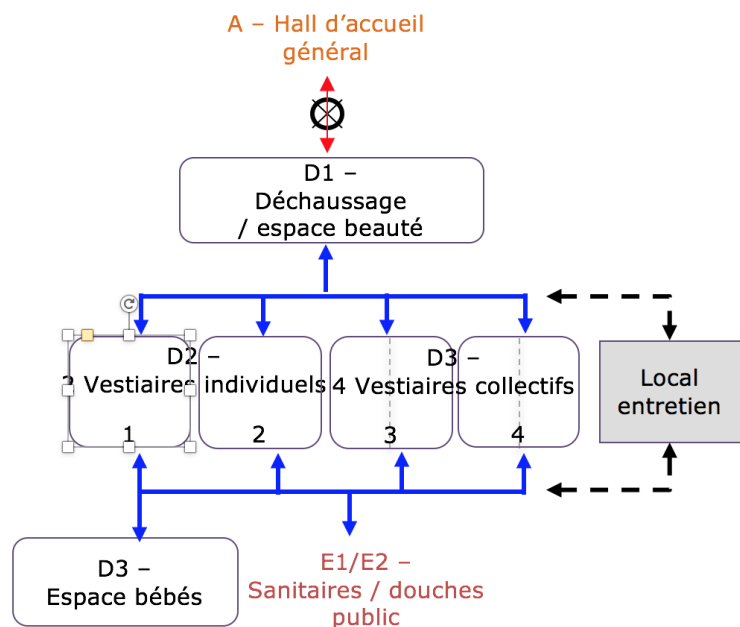 A – Hall d’accueil
général
D1 –
Déchaussage
/ espace beauté
D2 –
Vestiaires individuels
D3 –
4 Vestiaires collectifs
1
2
3
4
Local
entretien
D3 –
Espace bébés
E1/E2 –
Sanitaires / douches
public